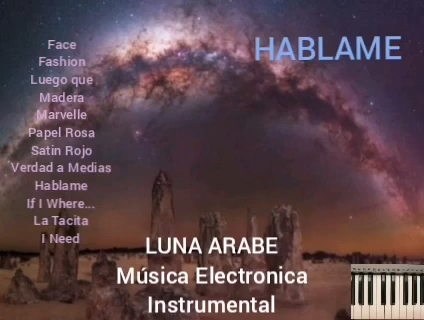 HABLAME
Face
Fashion
Luego que
Madera
Marvelle
Papel Rosa
Satin Rojo
Verdad a Medias
Hablame
If I Where...
La Tacita
I Need
LUNA ARABE
Música Electronica
Instrumental